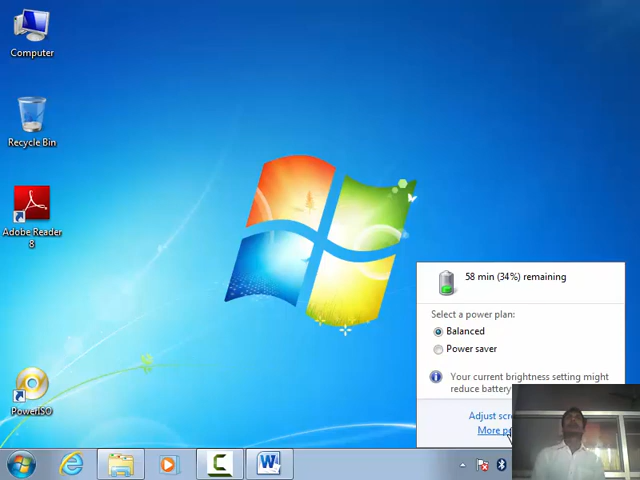 Computer
Recycle Bin
Adobe Reader
8
PowerISO
58 min (34%) remaining
Select a power plan:
Balanced
Power saver
Your current brightness setting might
reduce battery
Adjust
More